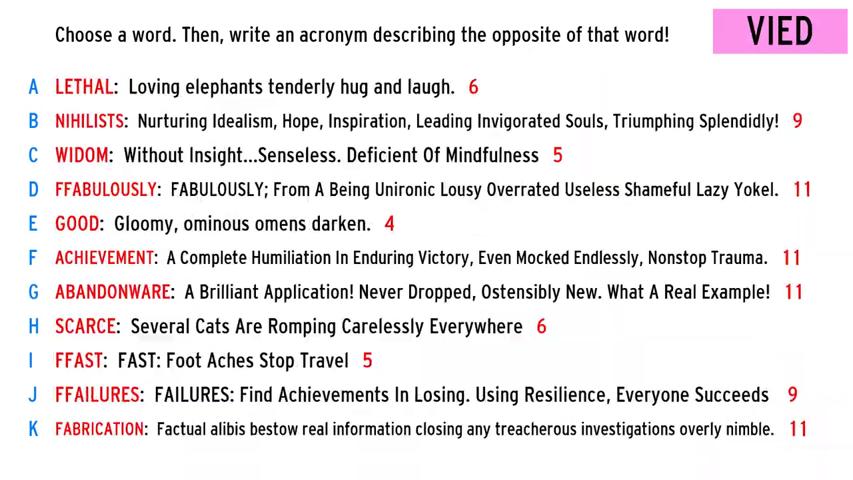 Choose a word. Then, write an acronym describing the opposite of that word!
VIED
A LETHAL: Loving elephants tenderly hug and laugh. 6
B NIHILISTS: Nurturing Idealism, Hope, Inspiration, Leading Invigorated Souls, Triumphing Splendidly! 9
C WIDOM: Without Insight...Senseless. Deficient Of Mindfulness 5
D FFABULOUSLY: FABULOUSLY; From A Being Unironic Lousy Overrated Useless Shameful Lazy Yokel. 11
E GOOD: Gloomy, ominous omens darken. 4
F ACHIEVEMENT: A Complete Humiliation In Enduring Victory, Even Mocked Endlessly, Nonstop Trauma. 11
G ABANDONWARE: A Brilliant Application! Never Dropped, Ostensibly New. What A Real Example! 11
H SCARCE: Several Cats Are Romping Carelessly Everywhere 6
I FFAST: FAST: Foot Aches Stop Travel 5
J FFAILURES: FAILURES: Find Achievements In Losing. Using Resilience, Everyone Succeeds 9
K FABRICATION: Factual alibis bestow real information closing any treacherous investigations overly nimble. 11